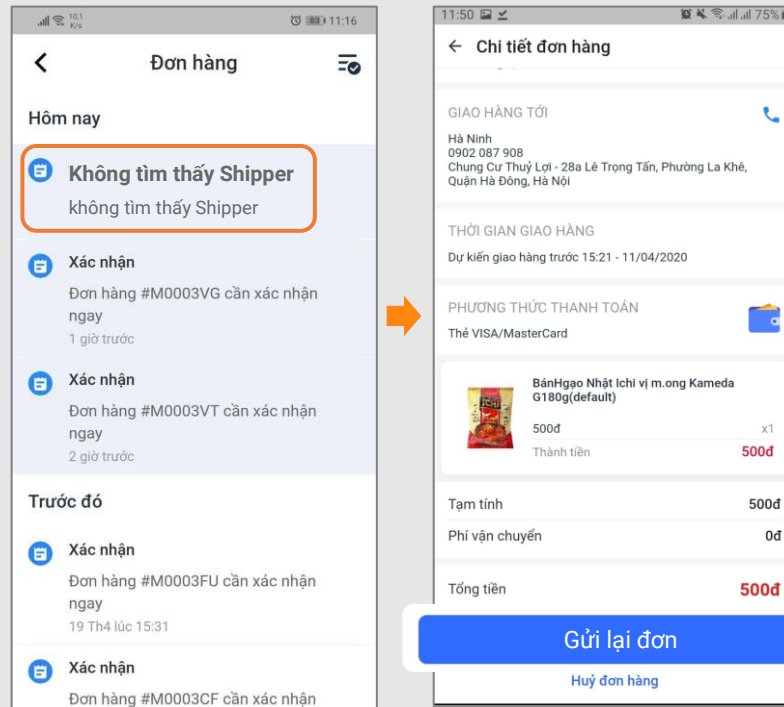 10,1
K/s
11:16
Đơn hàng
Hôm nay
Không tìm thấy Shipper
không tìm thấy Shipper
Xác nhận
Đơn hàng #M0003VG cần xác nhận
ngay
1 giờ trước
Xác nhận
Đơn hàng #M0003VT cần xác nhận
ngay
2 giờ trước
Trước đó
Xác nhận
Đơn hàng #M0003FU cần xác nhận
ngay
19 Th4 lúc 15:31
Xác nhận
Đơn hàng #M0003CF cần xác nhận
11:50
75%
Chi tiết đơn hàng
GIAO HÀNG TỚI
Hà Ninh
0902 087 908
Chung Cư Thuỷ Lợi - 28a Lê Trọng Tấn, Phường La Khê,
Quận Hà Đông, Hà Nội
THỜI GIAN GIAO HÀNG
Dự kiến giao hàng trước 15:21 - 11/04/2020
PHƯƠNG THỨC THANH TOÁN
Thẻ VISA/MasterCard
ICHI
BánHgạo Nhật Ichi vị m.ong Kameda
G180g(default)
500đ x1
Thành tiền 500đ
Tạm tính 500đ
Phí vận chuyển 0đ
Tổng tiền 500đ
Gửi lại đơn
Huỷ đơn hàng